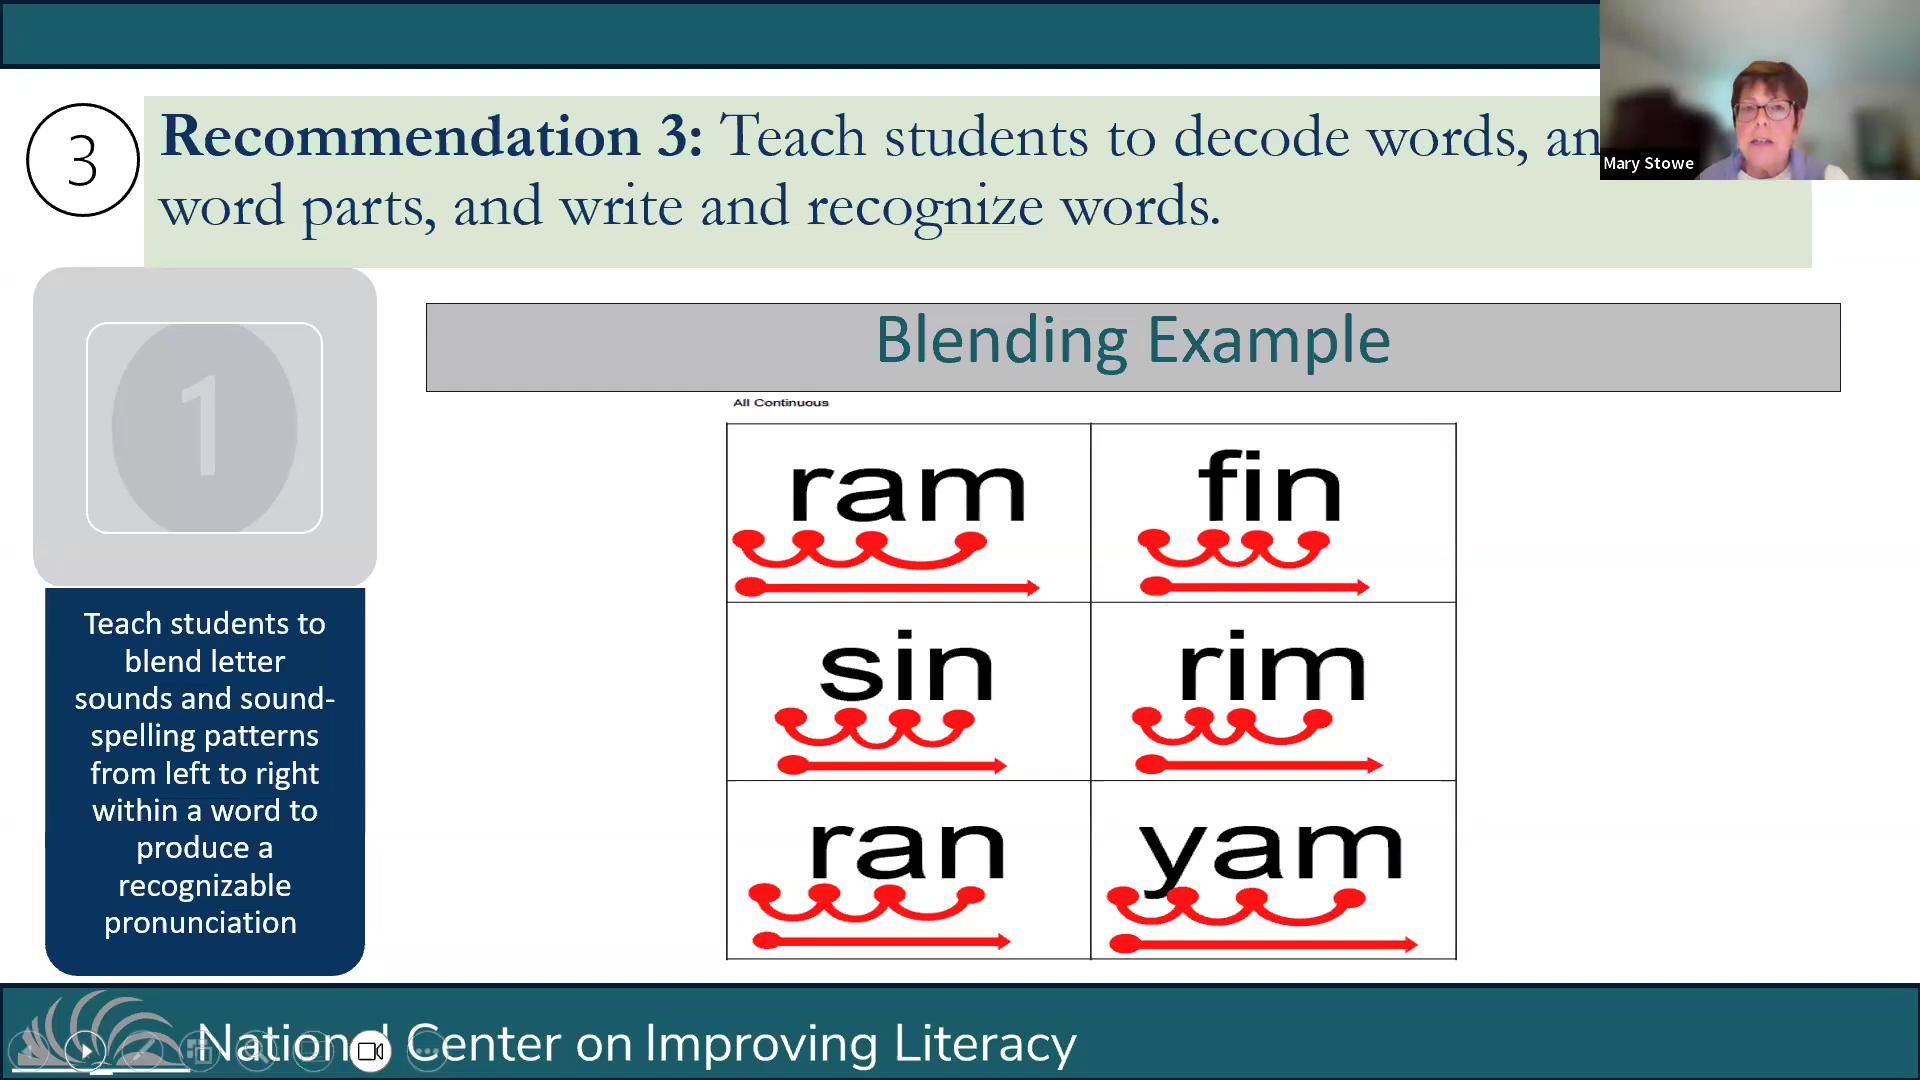 3
Recommendation 3: Teach students to decode words, an
word parts, and write and recognize words.
Mary Stowe
1
Teach students to
blend letter
sounds and sound-
spelling patterns
from left to right
within a word to
produce a
recognizable
pronunciation
Blending Example
All Continuous
ram fin
sin rim
ran yam
National Center on Improving Literacy